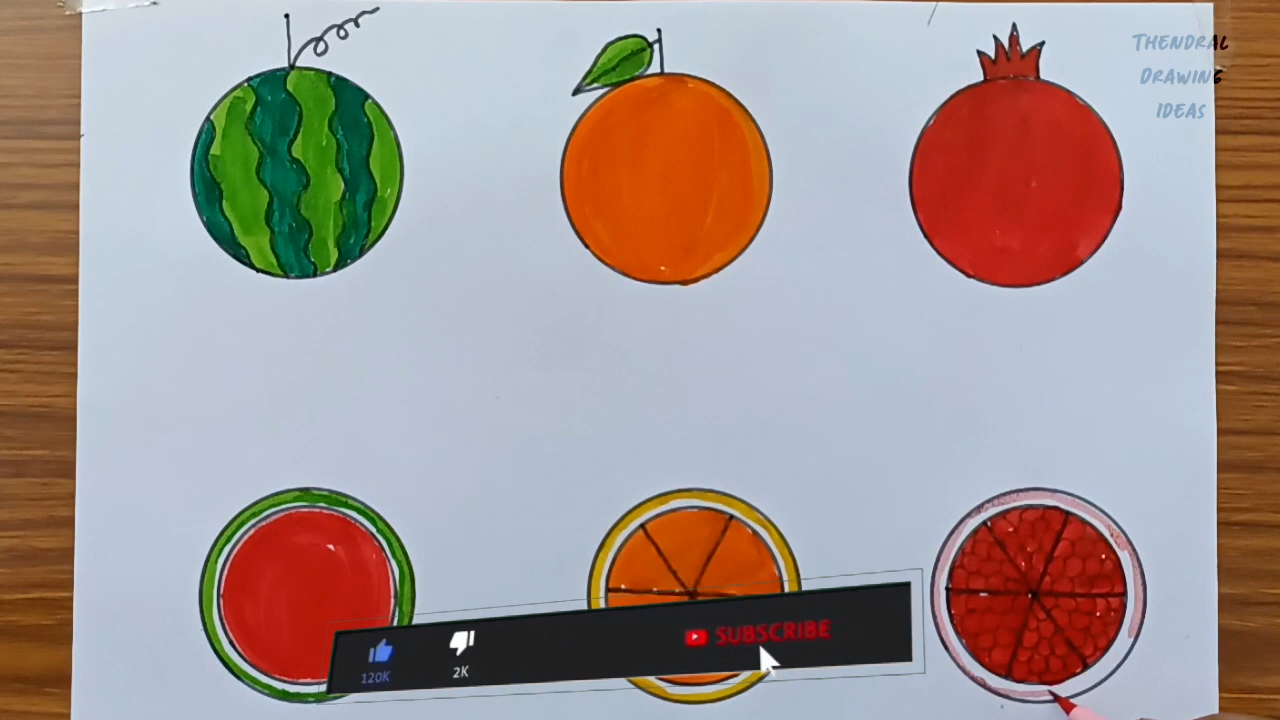 THENDRAL
DRAWING
IDEAS
SUBSCRIBE
120K
2K